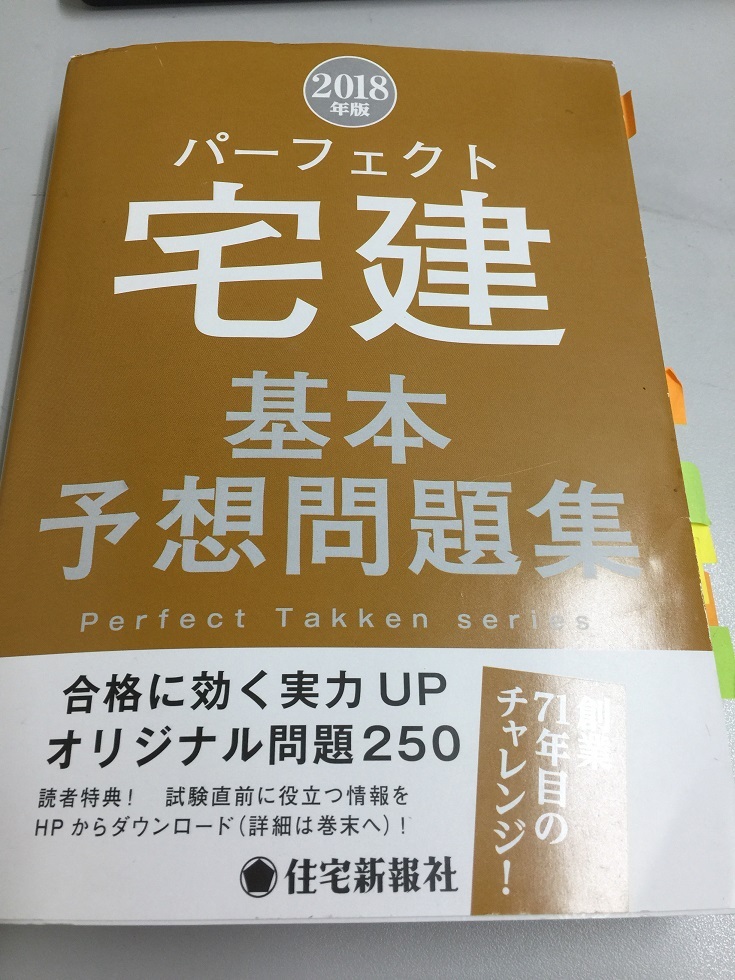 2018
年版
パーフェクト
宅建
基本
予想問題集
Perfect Takken series
合格に効く実力UP
オリジナル問題250
読者特典! 試験直前に役立つ情報を
HPからダウンロード(詳細は巻末へ)!
創業
71年目の
チャレンジ!
住宅新報社